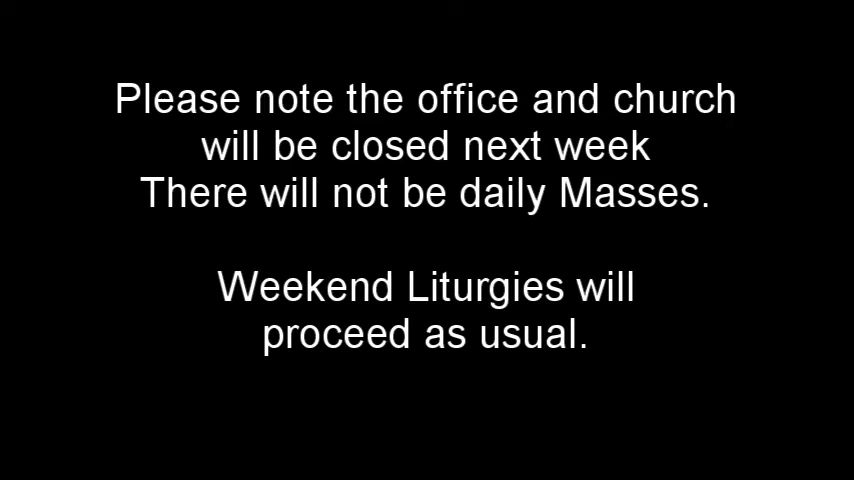 Please note the office and church
will be closed next week
There will not be daily Masses.
Weekend Liturgies will
proceed as usual.